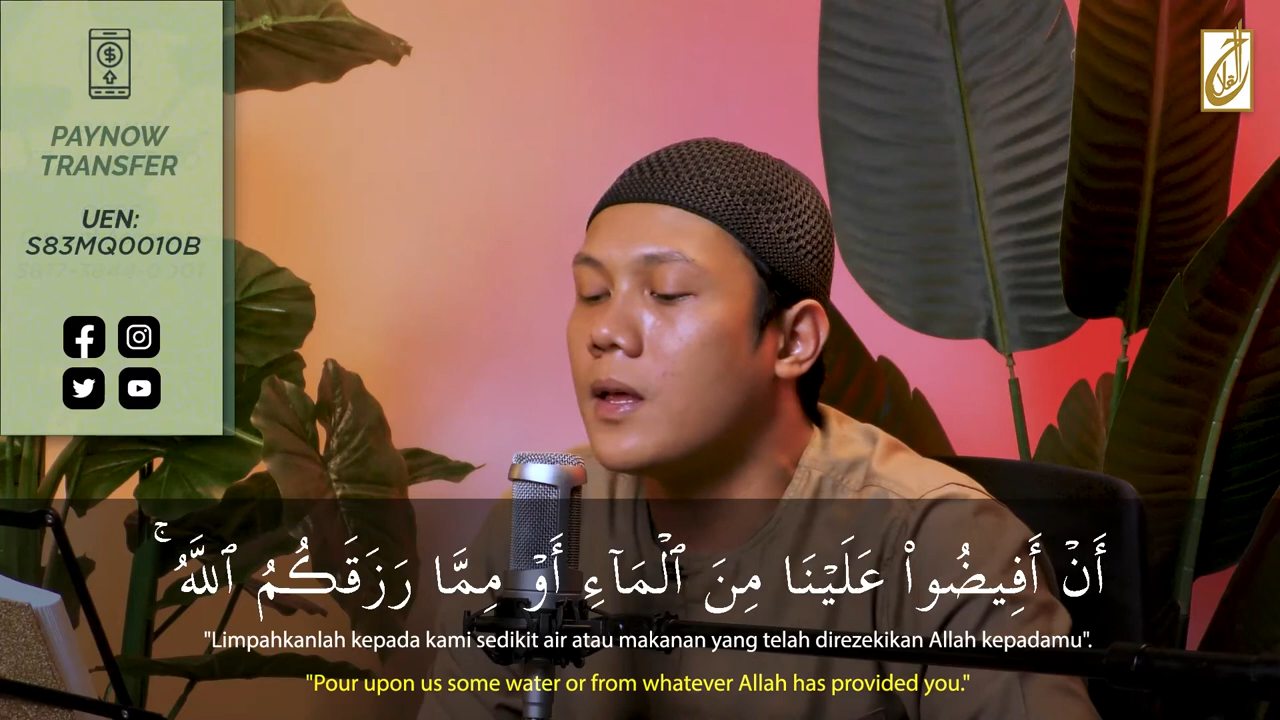 PAYNOW
TRANSFER
UEN:
S83MQ0010B
أَنْ أَفِيضُوا۟ عَلَيْنَا مِنَ ٱلْمَآءِ أَوْ مِمَّا رَزَقَكُمُ ٱللَّهُ ۚ
"Limpahkanlah kepada kami sedikit air atau makanan yang telah direzekikan Allah kepadamu".
"Pour upon us some water or from whatever Allah has provided you."